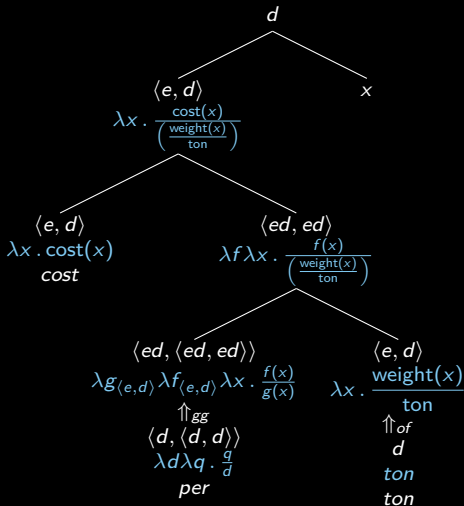 d
⟨e, d⟩ x
λx . cost(x) / (weight(x) / ton)
⟨e, d⟩ ⟨ed, ed⟩
λx . cost(x) λf λx . f(x) / (weight(x) / ton)
cost
⟨ed, ⟨ed, ed⟩⟩ ⟨e, d⟩
λg⟨e,d⟩ λf⟨e,d⟩ λx . f(x) / g(x) λx . weight(x) / ton
⇑gg ⇑of
⟨d, ⟨d, d⟩⟩ d
λdλq . q / d ton
per ton